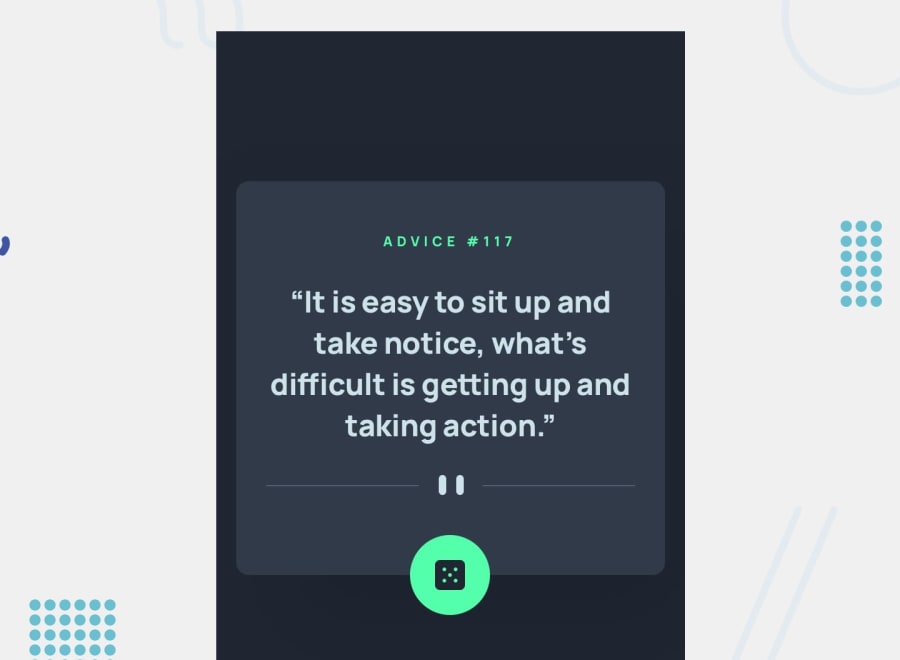 ADVICE #117
“It is easy to sit up and
take notice, what’s
difficult is getting up and
taking action.”